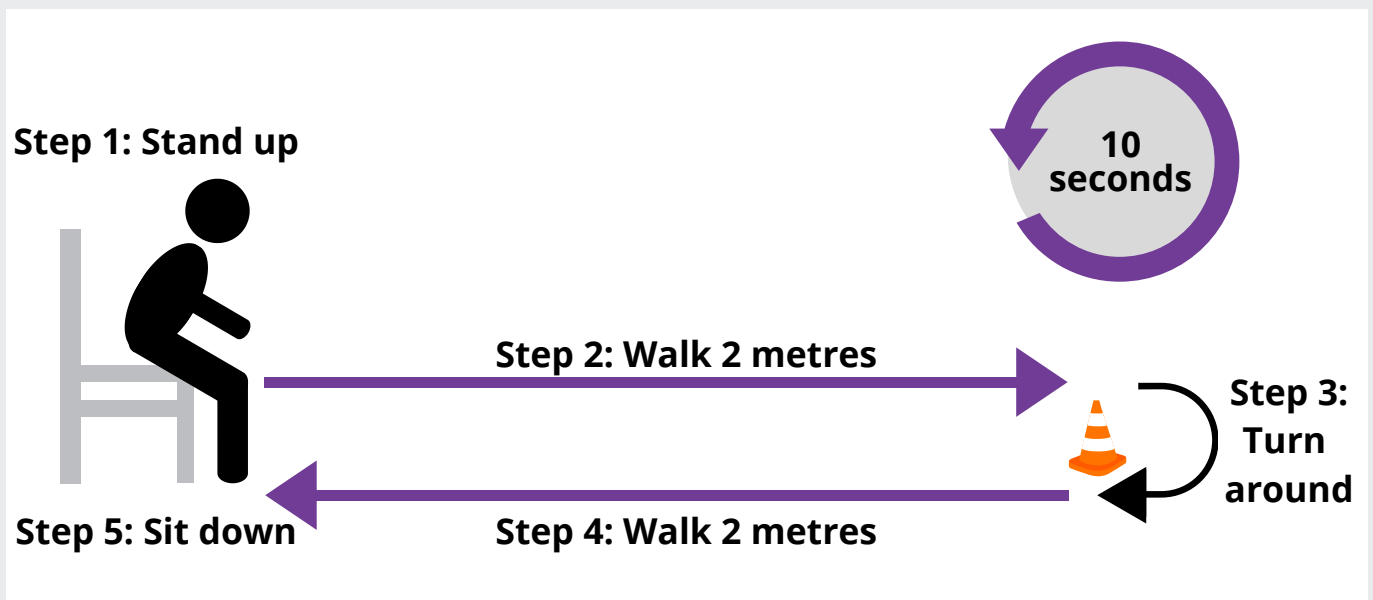 Step 1: Stand up
10
seconds
Step 2: Walk 2 metres
Step 3:
Turn
around
Step 4: Walk 2 metres
Step 5: Sit down